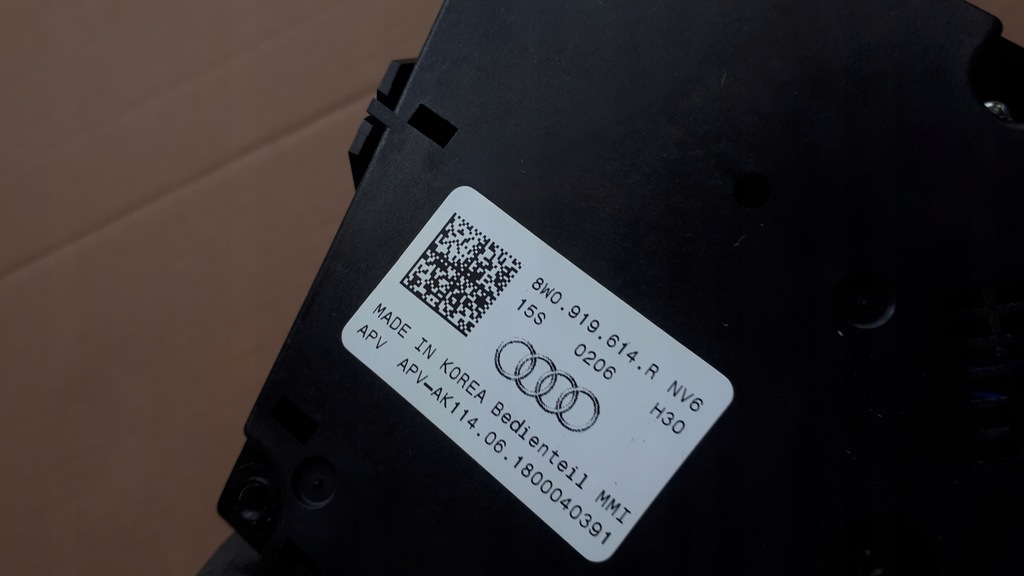 8W0.919.614.R NV6
15S 0206 H30
MADE IN KOREA Bedienteil MMI
APV APV-AK114.06.1800040391